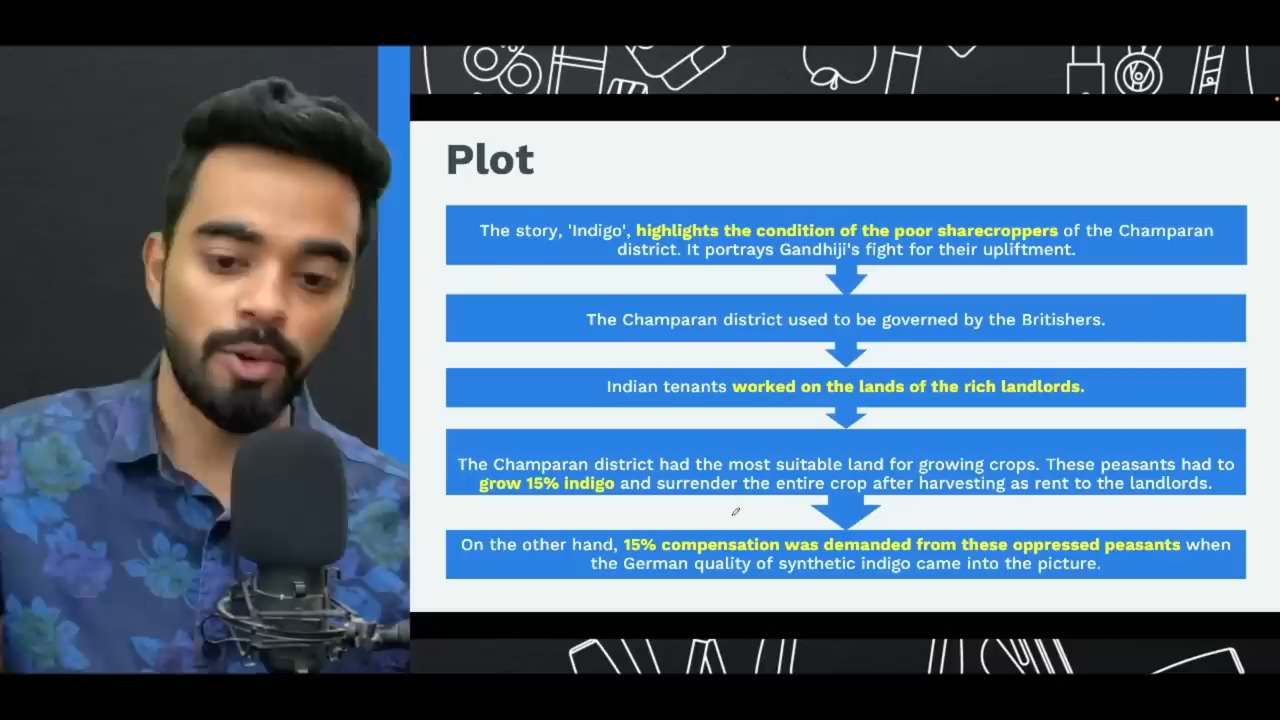 Plot
The story, 'Indigo', highlights the condition of the poor sharecroppers of the Champaran
district. It portrays Gandhiji's fight for their upliftment.
The Champaran district used to be governed by the Britishers.
Indian tenants worked on the lands of the rich landlords.
The Champaran district had the most suitable land for growing crops. These peasants had to
grow 15% indigo and surrender the entire crop after harvesting as rent to the landlords.
On the other hand, 15% compensation was demanded from these oppressed peasants when
the German quality of synthetic indigo came into the picture.